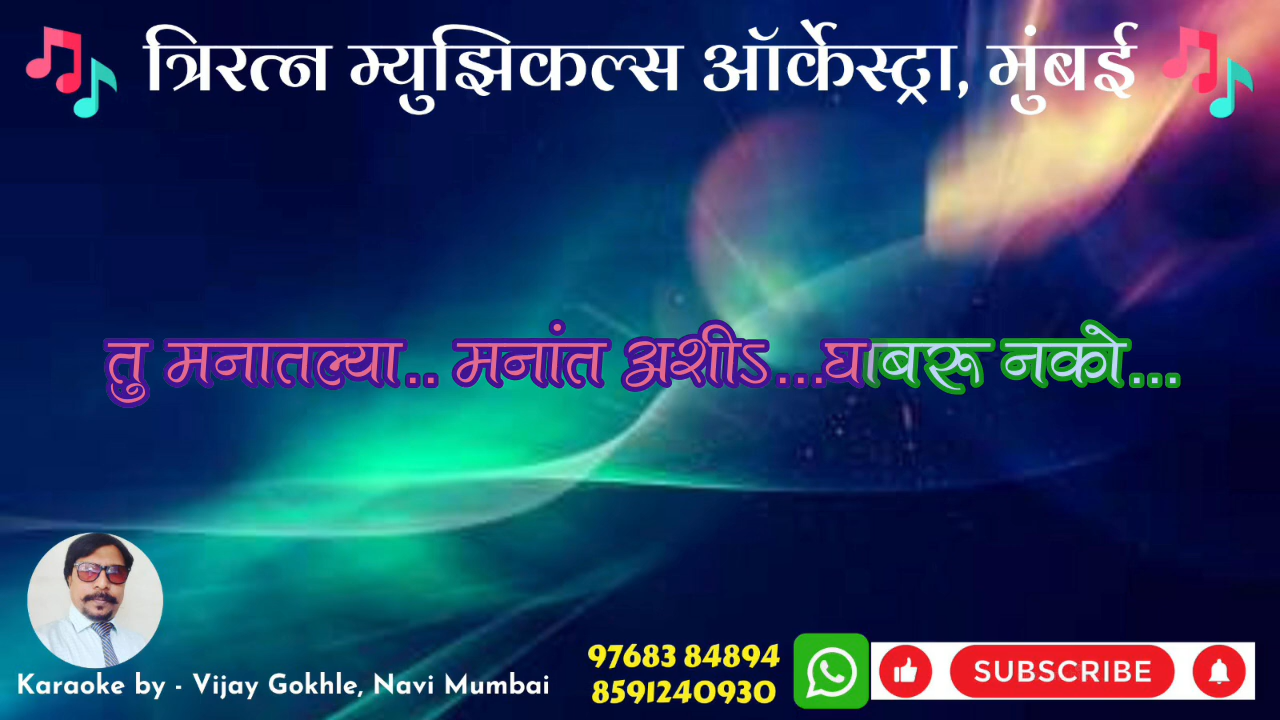 त्रिरत्न म्युझिकल्स ऑर्केस्ट्रा, मुंबई
तु मनातल्या.. मनांत अशीऽ...घाबरू नको...
97683 84894
8591240930
SUBSCRIBE
Karaoke by - Vijay Gokhle, Navi Mumbai